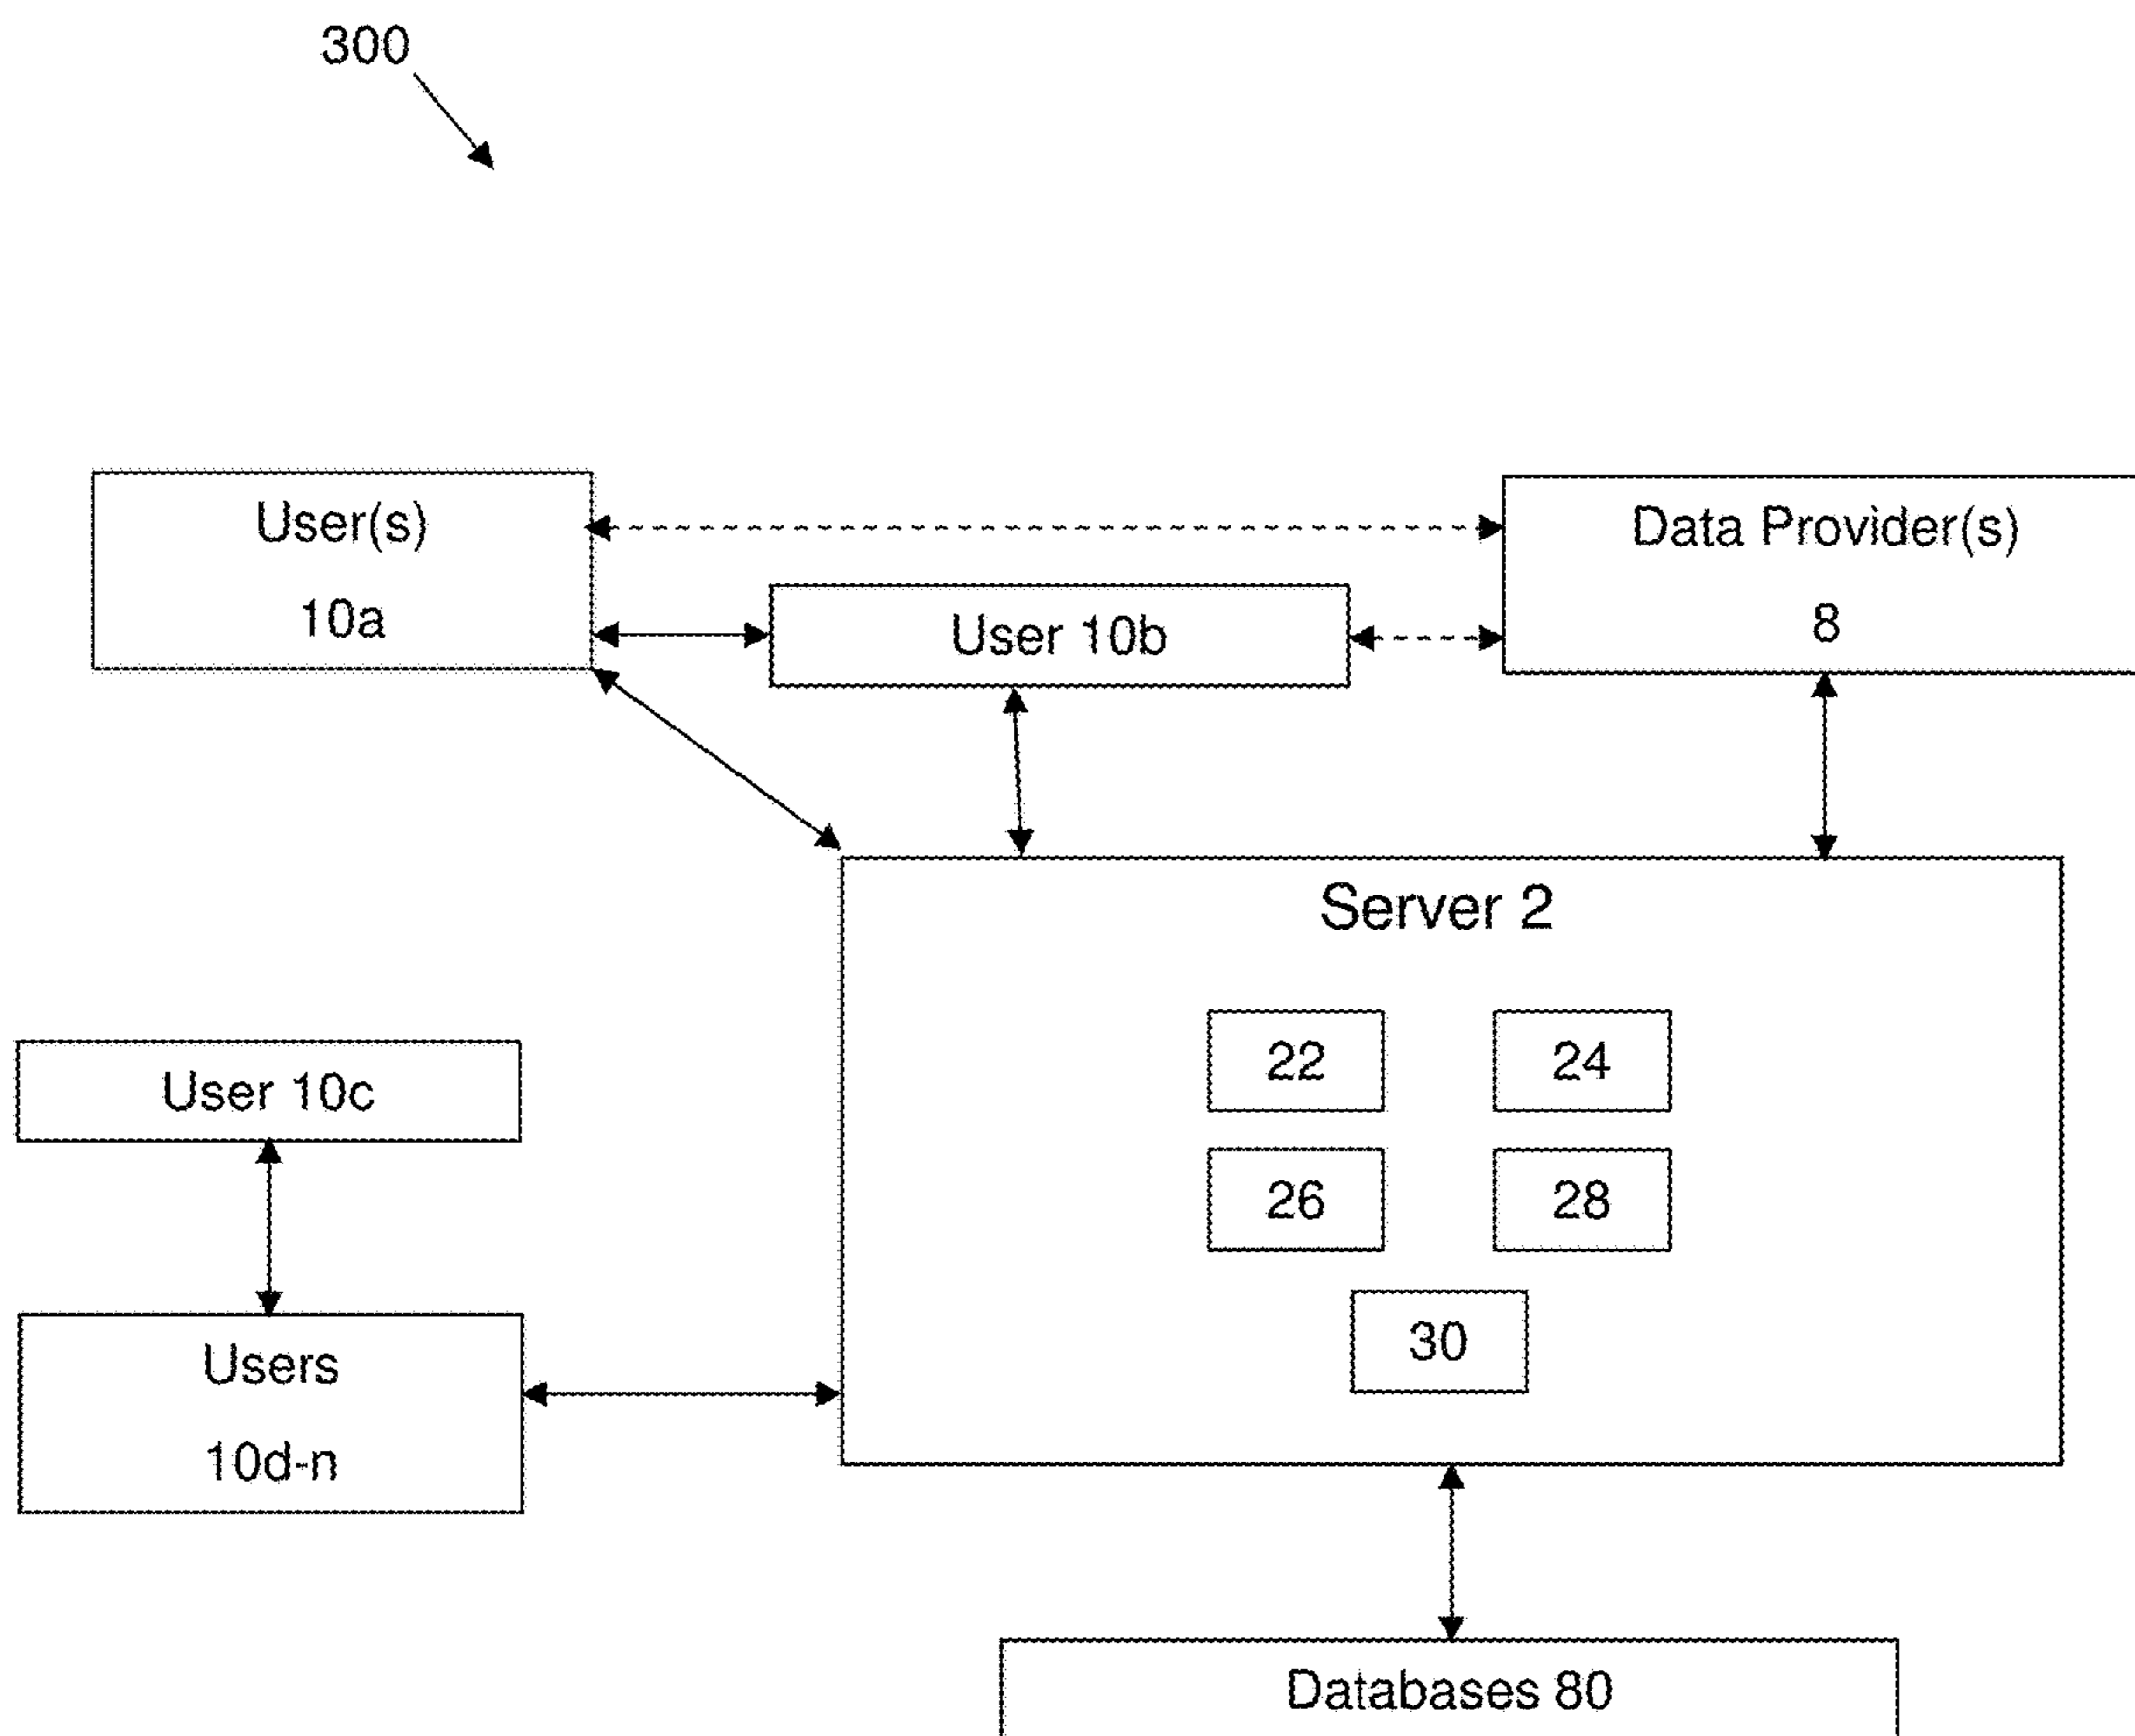 300
User(s)
10a
Data Provider(s)
8
User 10b
Server 2
22
24
26
28
30
User 10c
Users
10d-n
Databases 80